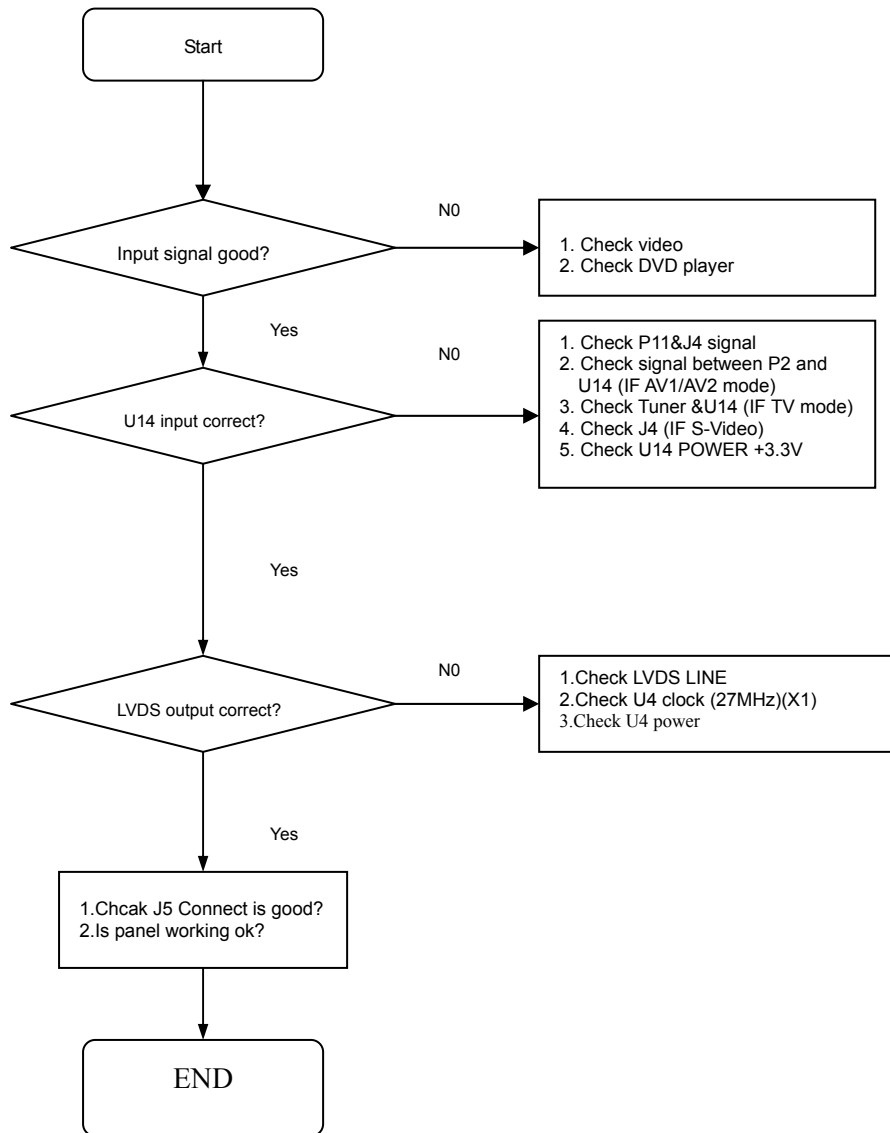 Start
Input signal good?
N0
1. Check video
2. Check DVD player
Yes
U14 input correct?
N0
1. Check P11&J4 signal
2. Check signal between P2 and
U14 (IF AV1/AV2 mode)
3. Check Tuner &U14 (IF TV mode)
4. Check J4 (IF S-Video)
5. Check U14 POWER +3.3V
Yes
LVDS output correct?
N0
1.Check LVDS LINE
2.Check U4 clock (27MHz)(X1)
3.Check U4 power
Yes
1.Chcak J5 Connect is good?
2.Is panel working ok?
END